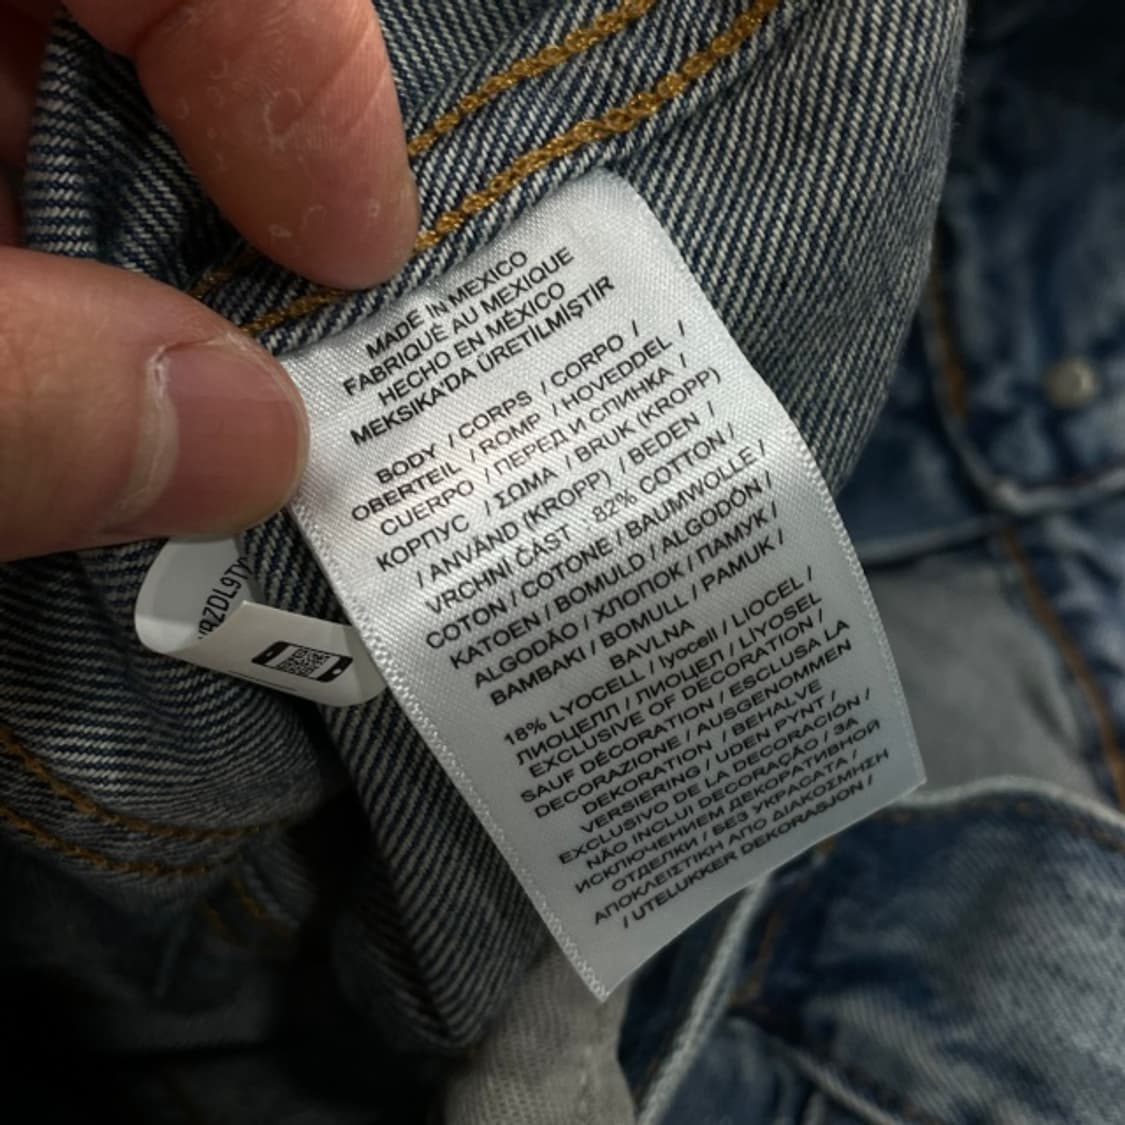 MADE IN MEXICO
FABRIQUÉ AU MEXIQUE
HECHO EN MÉXICO
MEKSIKA'DA ÜRETİLMİŞTİR
BODY / CORPS / CORPO /
OBERTEIL / ROMP / HOVEDDEL /
CUERPO / ПЕРЕД И СПИНКА /
КОРПУС / ΣΩΜΑ / BRUK (KROPP)
/ ANVÄND (KROPP) / BEDEN /
VRCHNÍ ČÁST 82% COTTON /
COTON / COTONE / BAUMWOLLE /
KATOEN / BOMULD / ALGODÓN /
ALGODÃO / ХЛОПОК / ПАМУК /
BAMBAKI / BOMULL / PAMUK /
BAVLNA
18% LYOCELL / lyocell / LIOCEL /
ЛИОЦЕЛЛ / ЛИОЦЕЛ / LİYOSEL
EXCLUSIVE OF DECORATION /
SAUF DÉCORATION / ESCLUSA LA
DECORAZIONE / AUSGENOMMEN
DEKORATION / BEHALVE
VERSIERING / UDEN PYNT /
EXCLUSIVO DE LA DECORACIÓN /
NÃO INCLUI DECORAÇÃO / ЗА
ИСКЛЮЧЕНИЕМ ДЕКОРАТИВНОЙ
ОТДЕЛКИ / БЕЗ УКРАСАТА /
ΑΠΟΚΛΕΙΣΤΙΚΗ ΑΠΟ ΔΙΑΚΟΣΜΗΣΗ
/ UTELUKKER DEKORASJON /